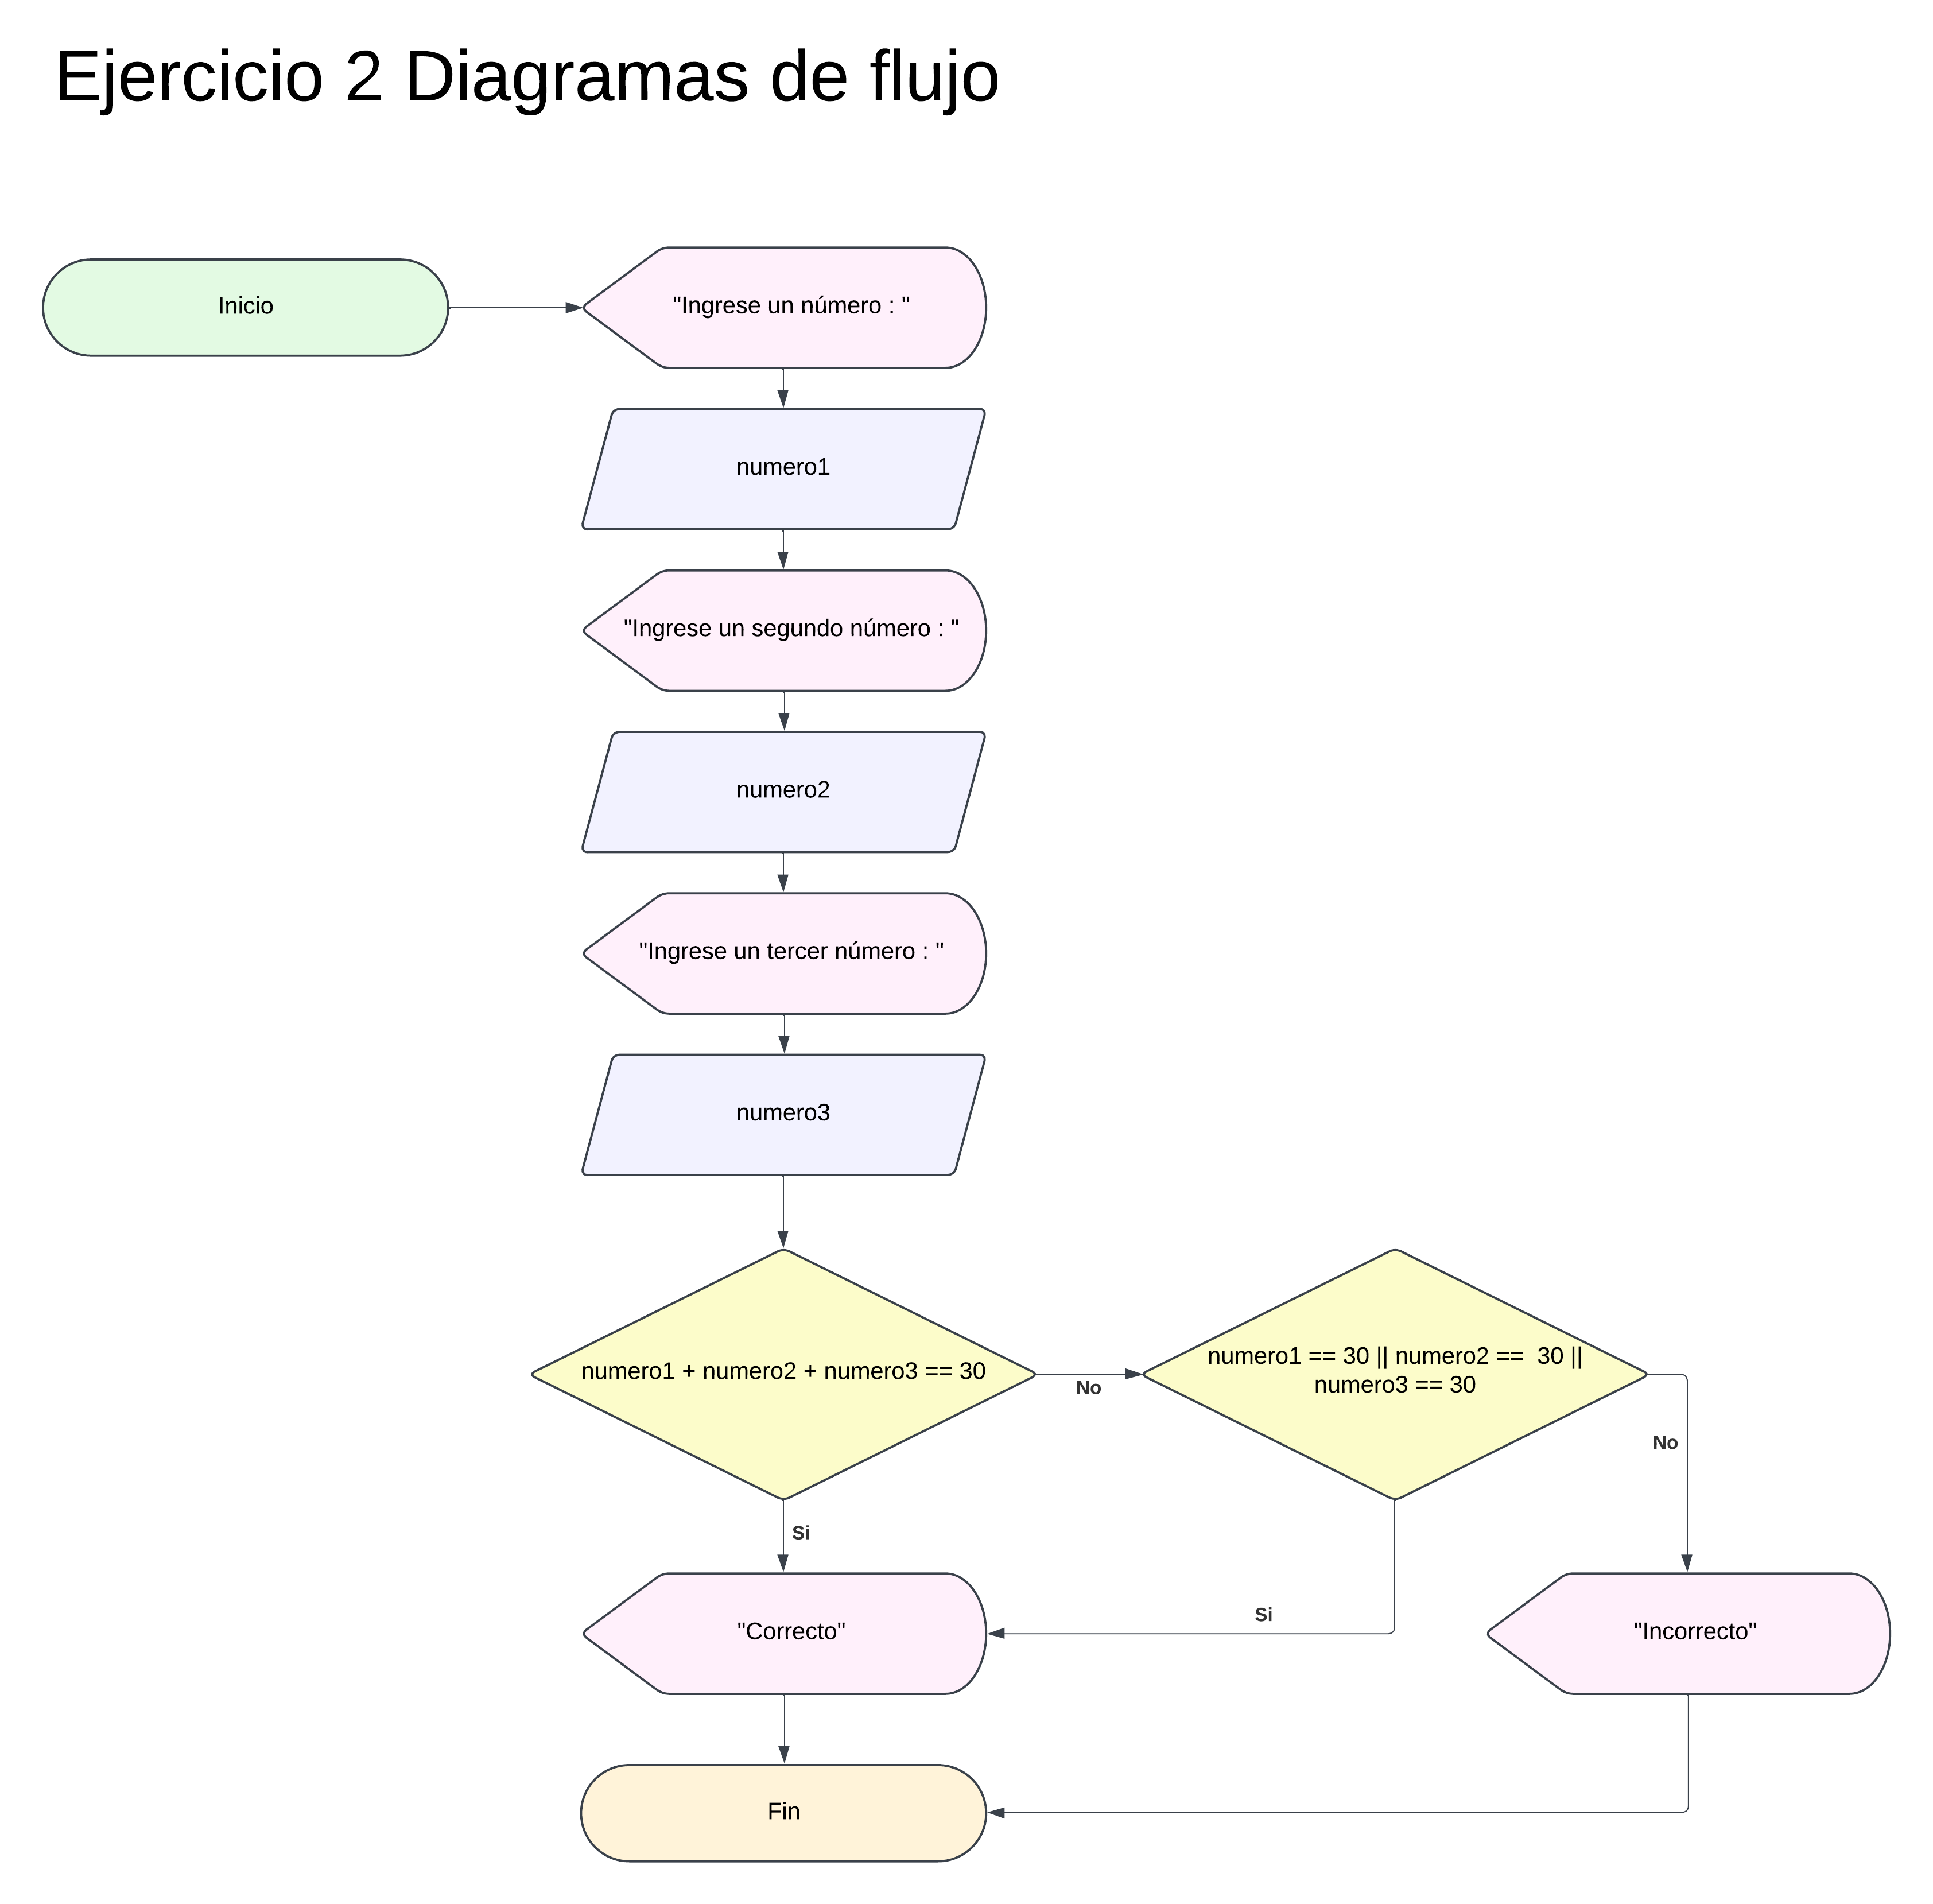 Ejercicio 2 Diagramas de flujo
Inicio
"Ingrese un número : "
numero1
"Ingrese un segundo número : "
numero2
"Ingrese un tercer número : "
numero3
numero1 + numero2 + numero3 == 30
No
numero1 == 30 || numero2 ==  30 ||
numero3 == 30
No
Si
Si
"Correcto"
"Incorrecto"
Fin